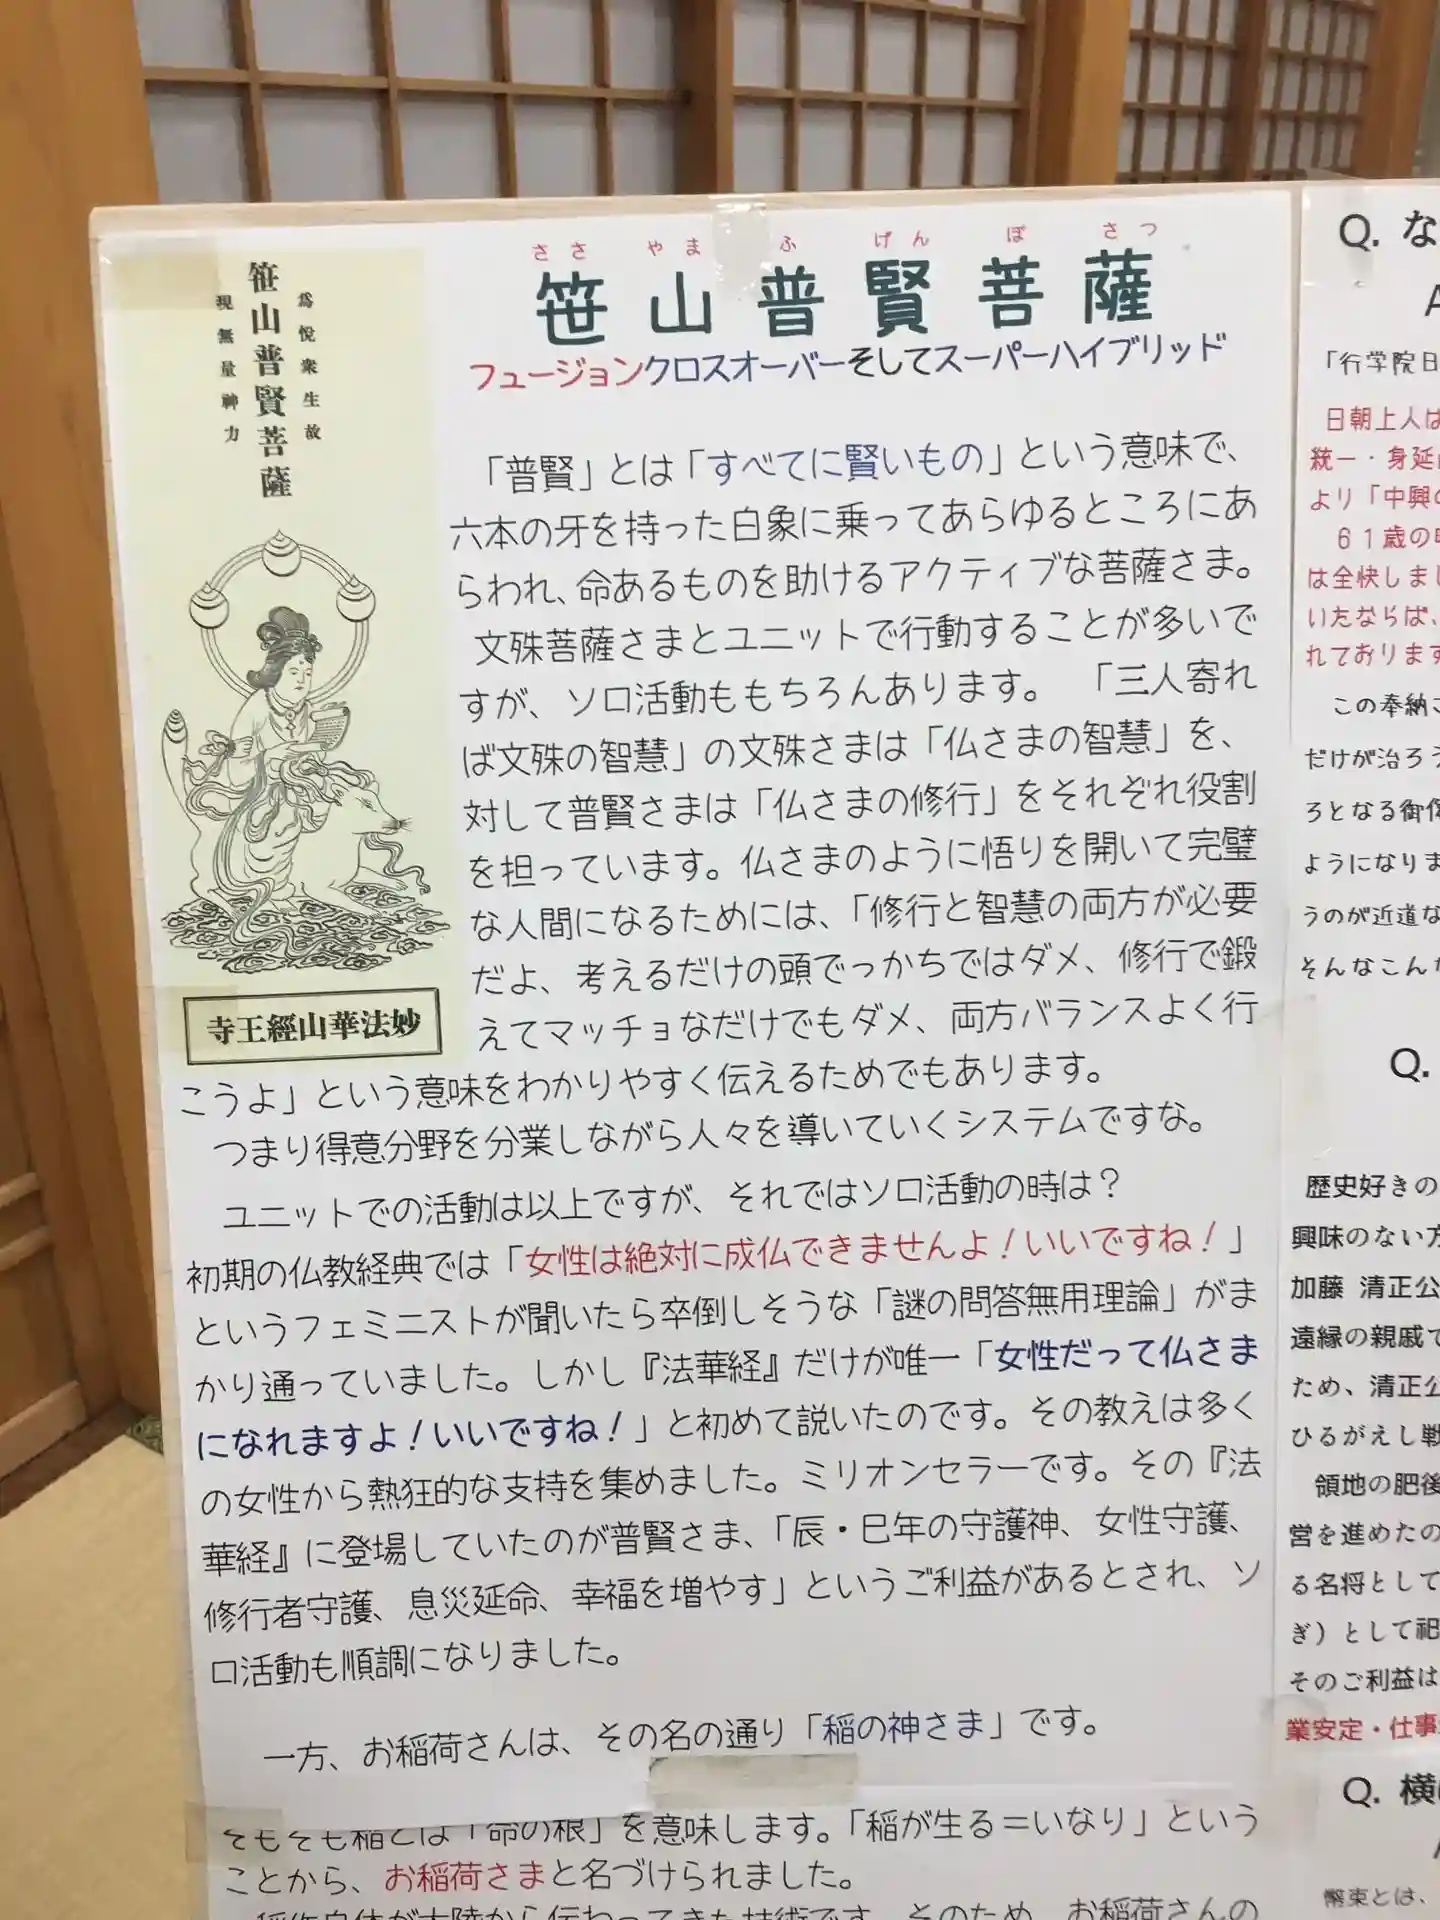 笹山普賢菩薩
為悦衆生故
現無量神力
寺王經山華法妙
ささ やま ふ げん ぼ さつ
笹山普賢菩薩
フュージョンクロスオーバーそしてスーパーハイブリッド
「普賢」とは「すべてに賢いもの」という意味で、
六本の牙を持った白象に乗ってあらゆるところにあ
らわれ、命あるものを助けるアクティブな菩薩さま。
文殊菩薩さまとユニットで行動することが多いで
すが、ソロ活動ももちろんあります。 「三人寄れ
ば文殊の智慧」の文殊さまは「仏さまの智慧」を、
対して普賢さまは「仏さまの修行」をそれぞれ役割
を担っています。仏さまのように悟りを開いて完璧
な人間になるためには、「修行と智慧の両方が必要
だよ、考えるだけの頭でっかちではダメ、修行で鍛
えてマッチョなだけでもダメ、両方バランスよく行
こうよ」という意味をわかりやすく伝えるためでもあります。
つまり得意分野を分業しながら人々を導いていくシステムですな。
ユニットでの活動は以上ですが、それではソロ活動の時は？
初期の仏教経典では「女性は絶対に成仏できませんよ！いいですね！」
というフェミニストが聞いたら卒倒しそうな「謎の問答無用理論」がま
かり通っていました。しかし『法華経』だけが唯一「女性だって仏さま
になれますよ！いいですね！」と初めて説いたのです。その教えは多く
の女性から熱狂的な支持を集めました。ミリオンセラーです。その『法
華経』に登場していたのが普賢さま、「辰・巳年の守護神、女性守護、
修行者守護、息災延命、幸福を増やす」というご利益があるとされ、ソ
ロ活動も順調になりました。
一方、お稲荷さんは、その名の通り「稲の神さま」です。
そもそも稲とは「命の根」を意味します。「稲が生る＝いなり」という
ことから、お稲荷さまと名づけられました。
稲作自体が大陸から伝わってきた技術です。そのため、お稲荷さんの
Q. な
「行学院日
日朝上人は
統一・身延
より「中興の
61歳の
は全快しまし
いたならば、
れております
この奉納
だけが治ろう
ろとなる御
ようになりま
うのが近道な
そんなこんな
Q.
歴史好きの
興味のない方
加藤 清正公
遠縁の親戚で
ため、清正公
ひるがえし戦
領地の肥後
営を進めたの
る名将として
ぎ）として祀
そのご利益は
業安定・仕事
Q. 横
幣束とは、